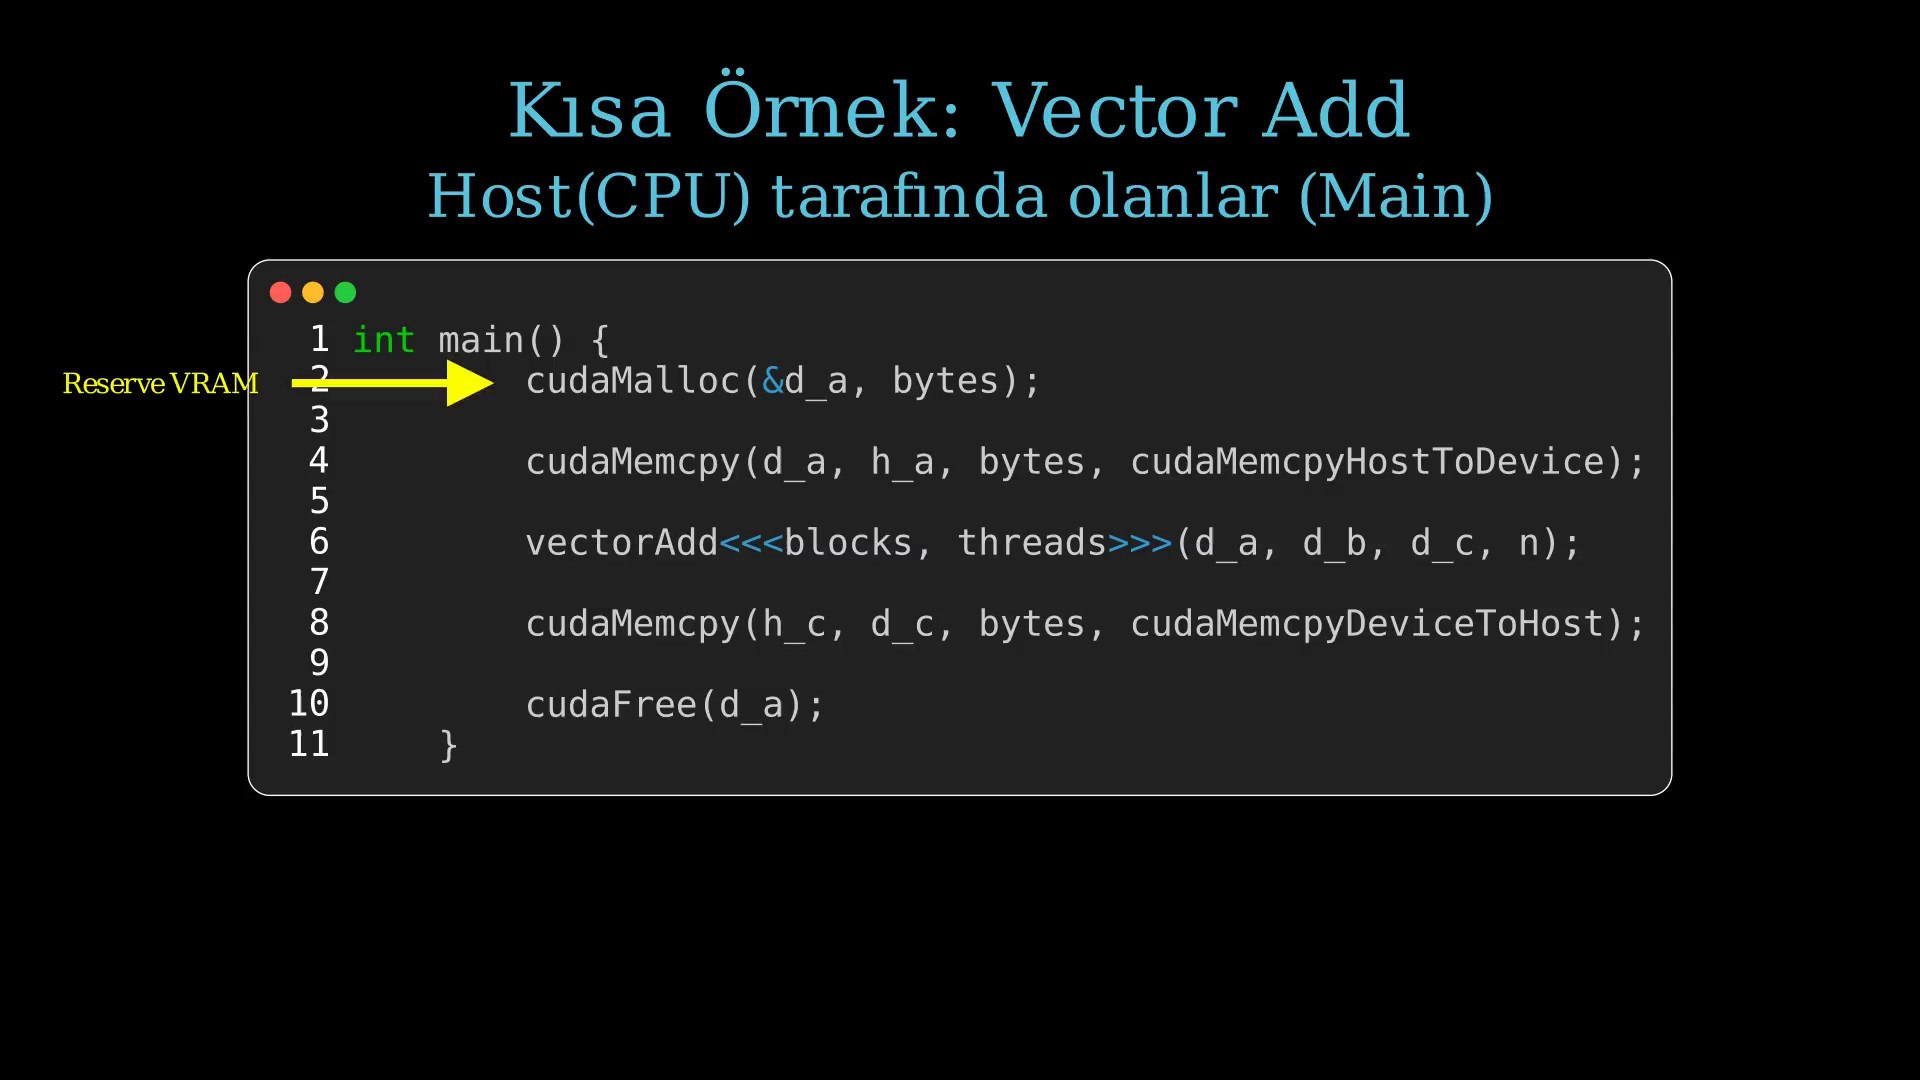 Kısa Örnek: Vector Add
Host(CPU) tarafında olanlar (Main)
1 int main() {
Reserve VRAM
2 cudaMalloc(&d_a, bytes);
3
4 cudaMemcpy(d_a, h_a, bytes, cudaMemcpyHostToDevice);
5
6 vectorAdd<<<blocks, threads>>>(d_a, d_b, d_c, n);
7
8 cudaMemcpy(h_c, d_c, bytes, cudaMemcpyDeviceToHost);
9
10 cudaFree(d_a);
11 }